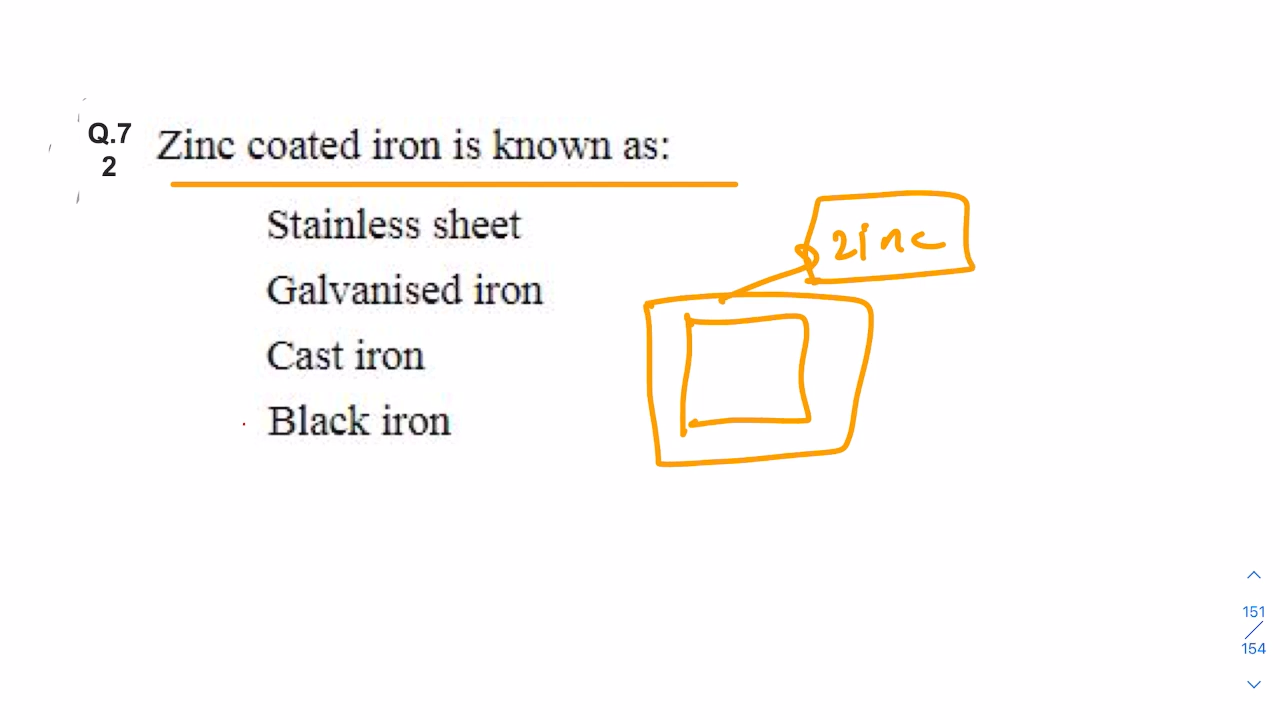 Q.7
2
Zinc coated iron is known as:
Stainless sheet
Galvanised iron
Cast iron
Black iron
zinc
151
154